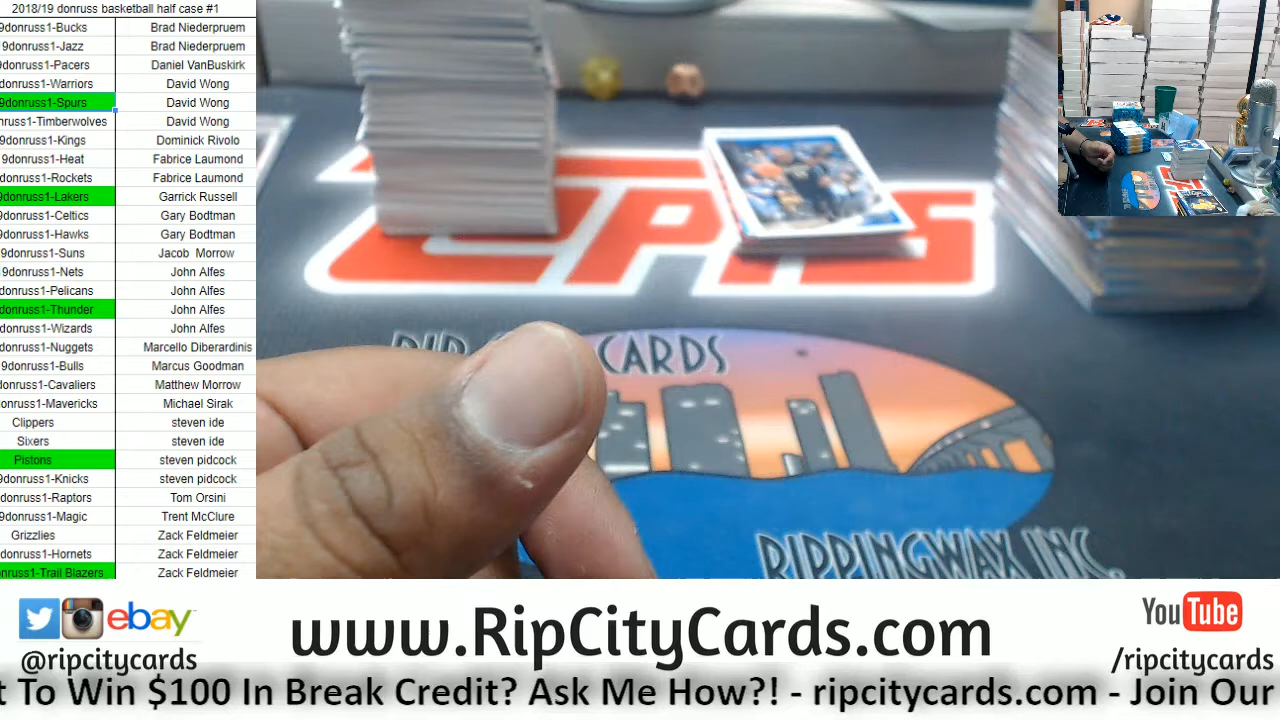 2018/19 donruss basketball half case #1
9donruss1-Bucks Brad Niederpruem
9donruss1-Jazz Brad Niederpruem
9donruss1-Pacers Daniel VanBuskirk
donruss1-Warriors David Wong
9donruss1-Spurs David Wong
nruss1-Timberwolves David Wong
9donruss1-Kings Dominick Rivolo
9donruss1-Heat Fabrice Laumond
donruss1-Rockets Fabrice Laumond
9donruss1-Lakers Garrick Russell
9donruss1-Celtics Gary Bodtman
9donruss1-Hawks Gary Bodtman
9donruss1-Suns Jacob Morrow
9donruss1-Nets John Alfes
donruss1-Pelicans John Alfes
donruss1-Thunder John Alfes
donruss1-Wizards John Alfes
donruss1-Nuggets Marcello Diberardinis
9donruss1-Bulls Marcus Goodman
donruss1-Cavaliers Matthew Morrow
onruss1-Mavericks Michael Sirak
Clippers steven ide
Sixers steven ide
Pistons steven pidcock
9donruss1-Knicks steven pidcock
donruss1-Raptors Tom Orsini
9donruss1-Magic Trent McClure
Grizzlies Zack Feldmeier
donruss1-Hornets Zack Feldmeier
nruss1-Trail Blazers Zack Feldmeier
RIP CARDS
RIPPINGWAX INC.
ebay
@ripcitycards
www.RipCityCards.com
YouTube
/ripcitycards
t To Win $100 In Break Credit? Ask Me How?! - ripcitycards.com - Join Our